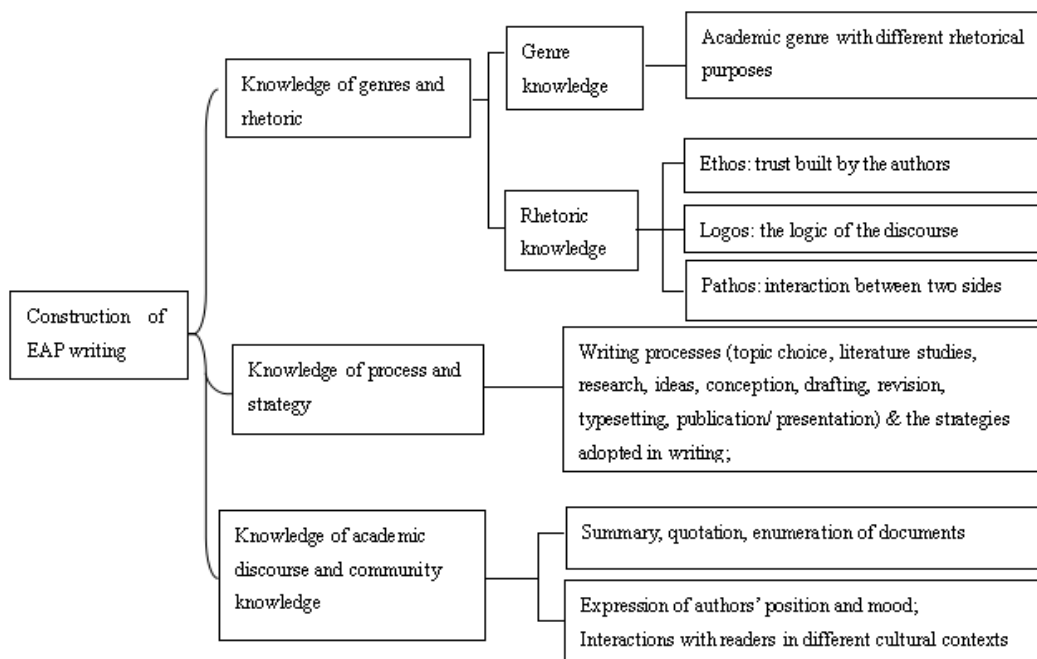 Construction of
EAP writing
Knowledge of genres and
rhetoric
Genre
knowledge
Academic genre with different rhetorical
purposes
Rhetoric
knowledge
Ethos: trust built by the authors
Logos: the logic of the discourse
Pathos: interaction between two sides
Knowledge of process and
strategy
Writing processes (topic choice, literature studies,
research, ideas, conception, drafting, revision,
typesetting, publication/ presentation) & the strategies
adopted in writing;
Knowledge of academic
discourse and community
knowledge
Summary, quotation, enumeration of documents
Expression of authors’ position and mood;
Interactions with readers in different cultural contexts